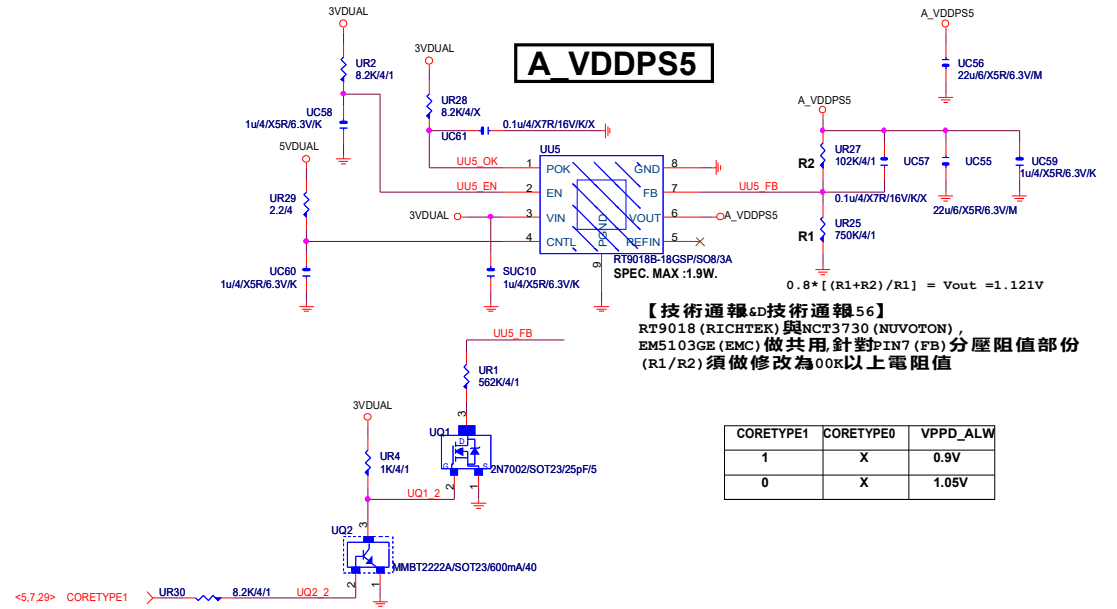 3VDUAL
A_VDDPS5
UR2
8.2K/4/1
3VDUAL
A_VDDPS5
UC56
22u/6/X5R/6.3V/M
UR28
8.2K/4/X
UC58
1u/4/X5R/6.3V/K
UC61
0.1u/4/X7R/16V/K/X
A_VDDPS5
5VDUAL
UU5
R2
UR27
102K/4/1
UC57
UC55
UC59
1u/4/X5R/6.3V/K
UU5_OK
1
POK
GND
8
UU5_EN
2
EN
FB
7
UU5_FB
0.1u/4/X7R/16V/K/X
22u/6/X5R/6.3V/M
UR29
2.2/4
3VDUAL
3
VIN
VOUT
6
A_VDDPS5
R1
UR25
750K/4/1
4
CNTL
PGND
REFIN
5
9
RT9018B-18GSP/SO8/3A
SPEC. MAX :1.9W.
UC60
1u/4/X5R/6.3V/K
SUC10
1u/4/X5R/6.3V/K
0.8*[(R1+R2)/R1] = Vout =1.121V
【技術通報&D技術通報56】
RT9018(RICHTEK)與NCT3730(NUVOTON),
EM5103GE(EMC)做共用,針對PIN7(FB)分壓阻值部份
(R1/R2)須做修改為00K以上電阻值
UU5_FB
UR1
562K/4/1
3VDUAL
3
UQ1
D
G
S
2N7002/SOT23/25pF/5
UR4
1K/4/1
UQ1_2
2
1
CORETYPE1 CORETYPE0 VPPD_ALW
1 X 0.9V
0 X 1.05V
3
UQ2
MMBT2222A/SOT23/600mA/40
2
1
<5,7,29> CORETYPE1
UR30
8.2K/4/1
UQ2_2